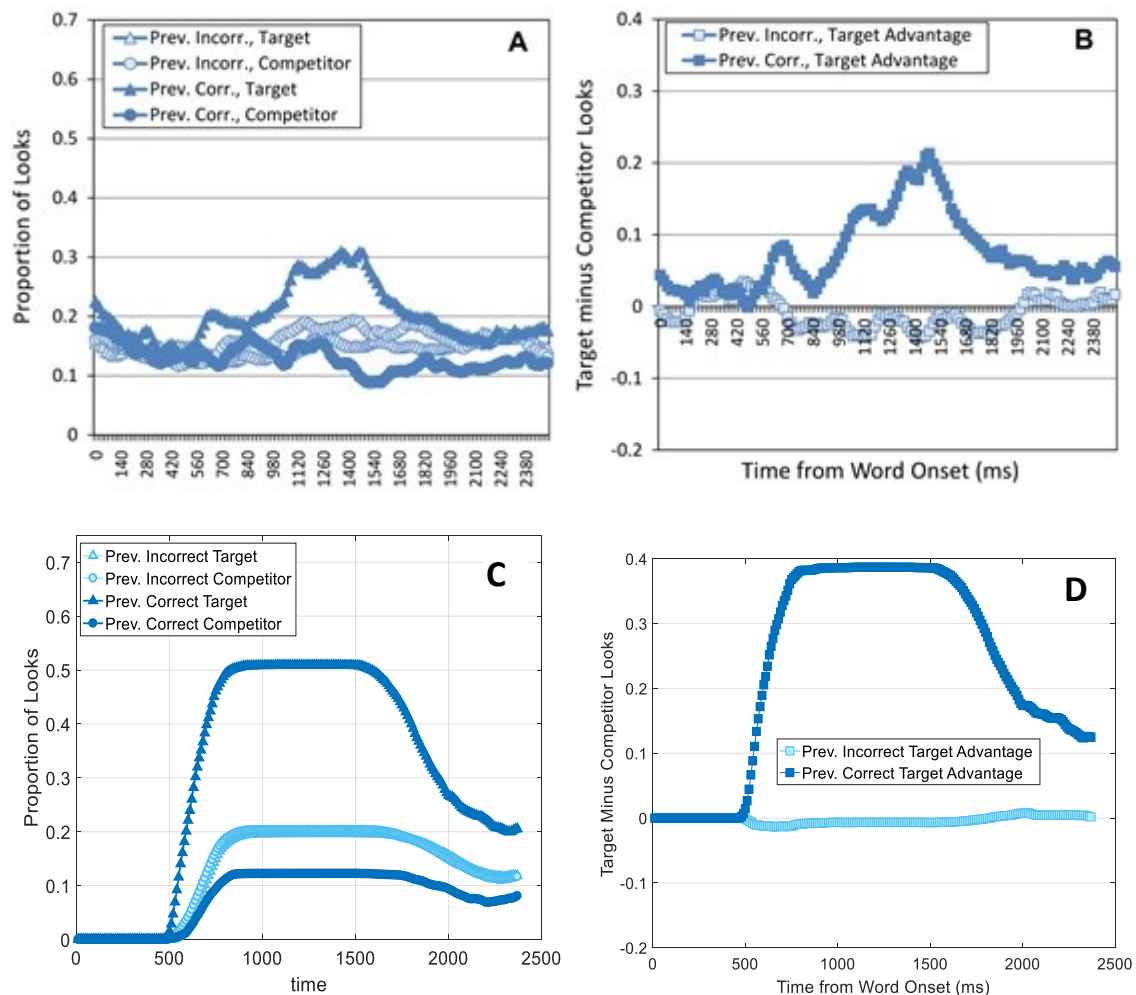 A
Prev. Incorr., Target
Prev. Incorr., Competitor
Prev. Corr., Target
Prev. Corr., Competitor
Proportion of Looks
0.7
0.6
0.5
0.4
0.3
0.2
0.1
0
0 140 280 420 560 700 840 980 1120 1260 1400 1540 1680 1820 1960 2100 2240 2380
B
Prev. Incorr., Target Advantage
Prev. Corr., Target Advantage
Target minus Competitor Looks
0.4
0.3
0.2
0.1
0
-0.1
-0.2
0 140 280 420 560 700 840 980 1120 1260 1400 1540 1680 1820 1960 2100 2240 2380
Time from Word Onset (ms)
C
Prev. Incorrect Target
Prev. Incorrect Competitor
Prev. Correct Target
Prev. Correct Competitor
Proportion of Looks
0.7
0.6
0.5
0.4
0.3
0.2
0.1
0
0 500 1000 1500 2000 2500
time
D
Prev. Incorrect Target Advantage
Prev. Correct Target Advantage
Target Minus Competitor Looks
0.4
0.3
0.2
0.1
0
-0.1
-0.2
0 500 1000 1500 2000 2500
Time from Word Onset (ms)